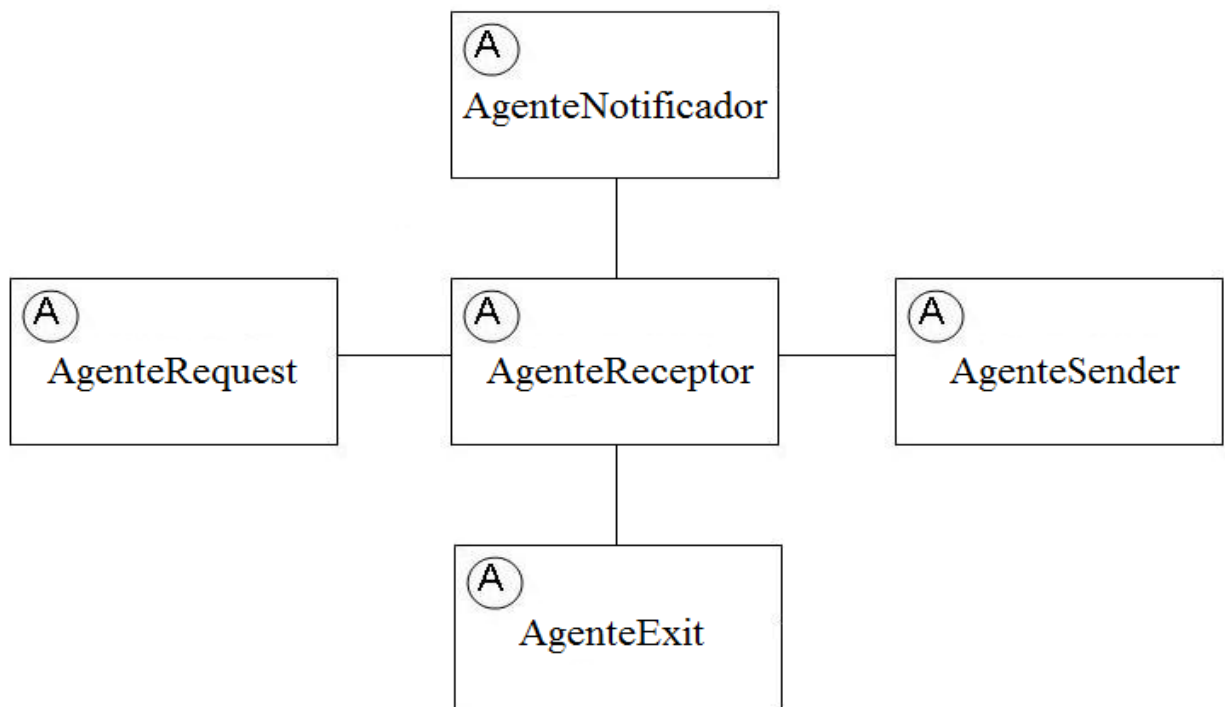 A
AgenteNotificador
A
AgenteRequest
A
AgenteReceptor
A
AgenteSender
A
AgenteExit